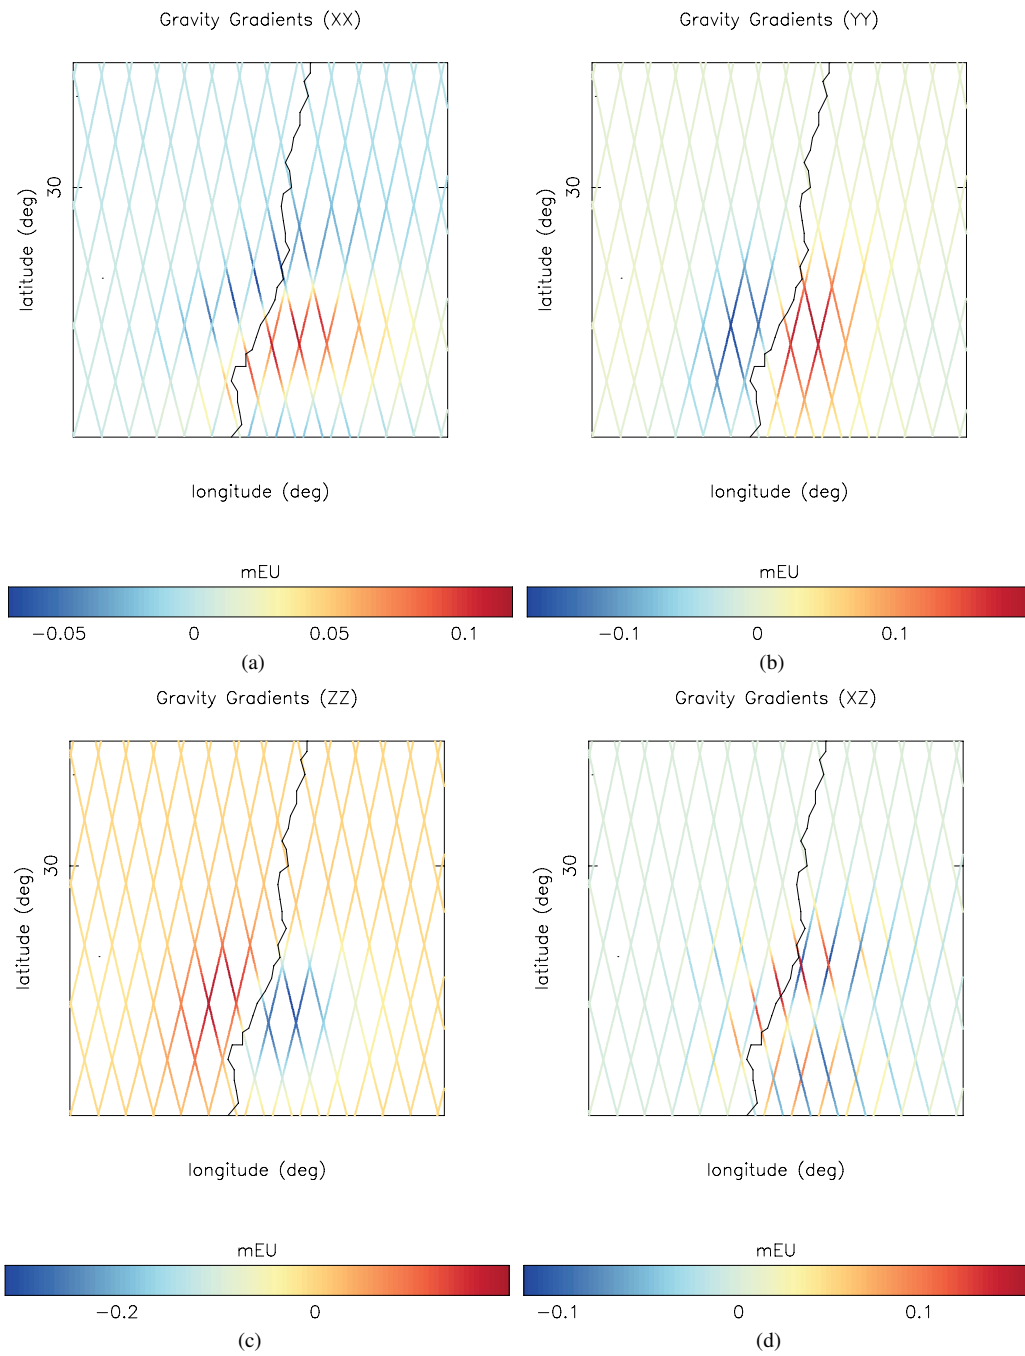 Gravity Gradients (XX)
Gravity Gradients (YY)
30
latitude (deg)
30
latitude (deg)
longitude (deg)
longitude (deg)
mEU
mEU
−0.05 0 0.05 0.1
−0.1 0 0.1
(a)
(b)
Gravity Gradients (ZZ)
Gravity Gradients (XZ)
30
latitude (deg)
30
latitude (deg)
longitude (deg)
longitude (deg)
mEU
mEU
−0.2 0
−0.1 0 0.1
(c)
(d)